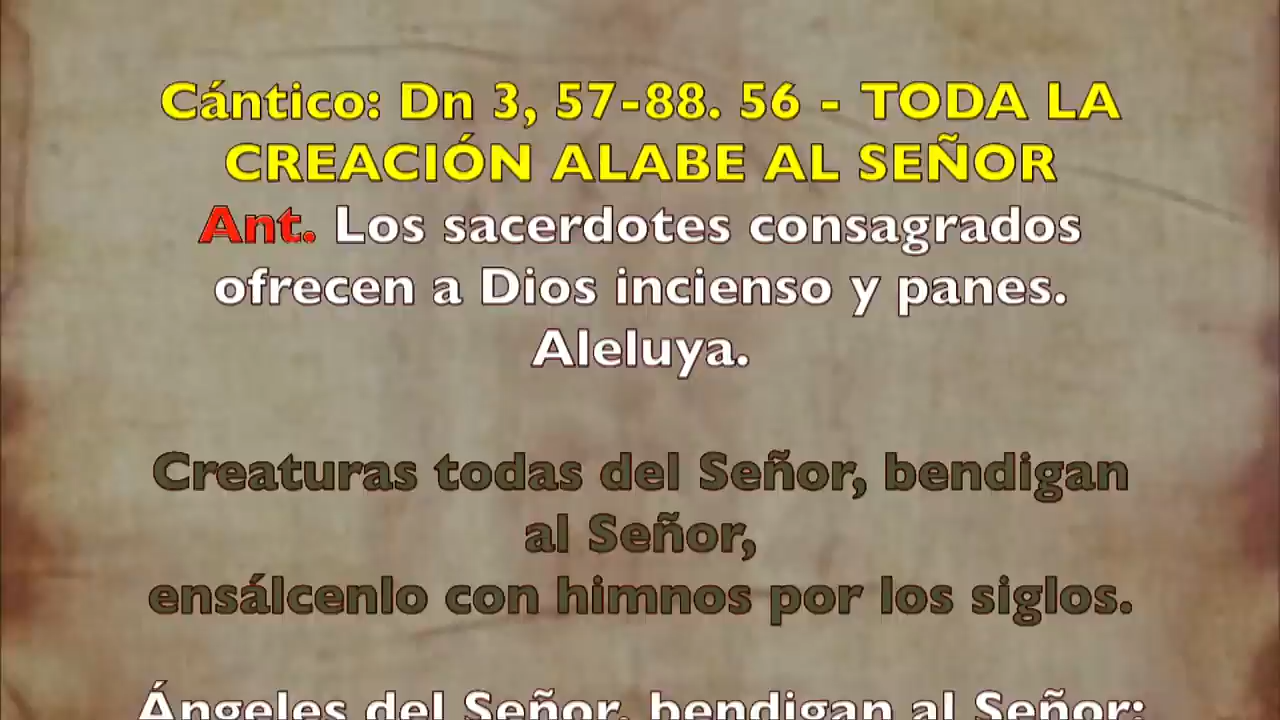 Cántico: Dn 3, 57-88. 56 - TODA LA
CREACIÓN ALABE AL SEÑOR
Ant. Los sacerdotes consagrados
ofrecen a Dios incienso y panes.
Aleluya.
Creaturas todas del Señor, bendigan
al Señor,
ensálcenlo con himnos por los siglos.
Ángeles del Señor, bendigan al Señor;